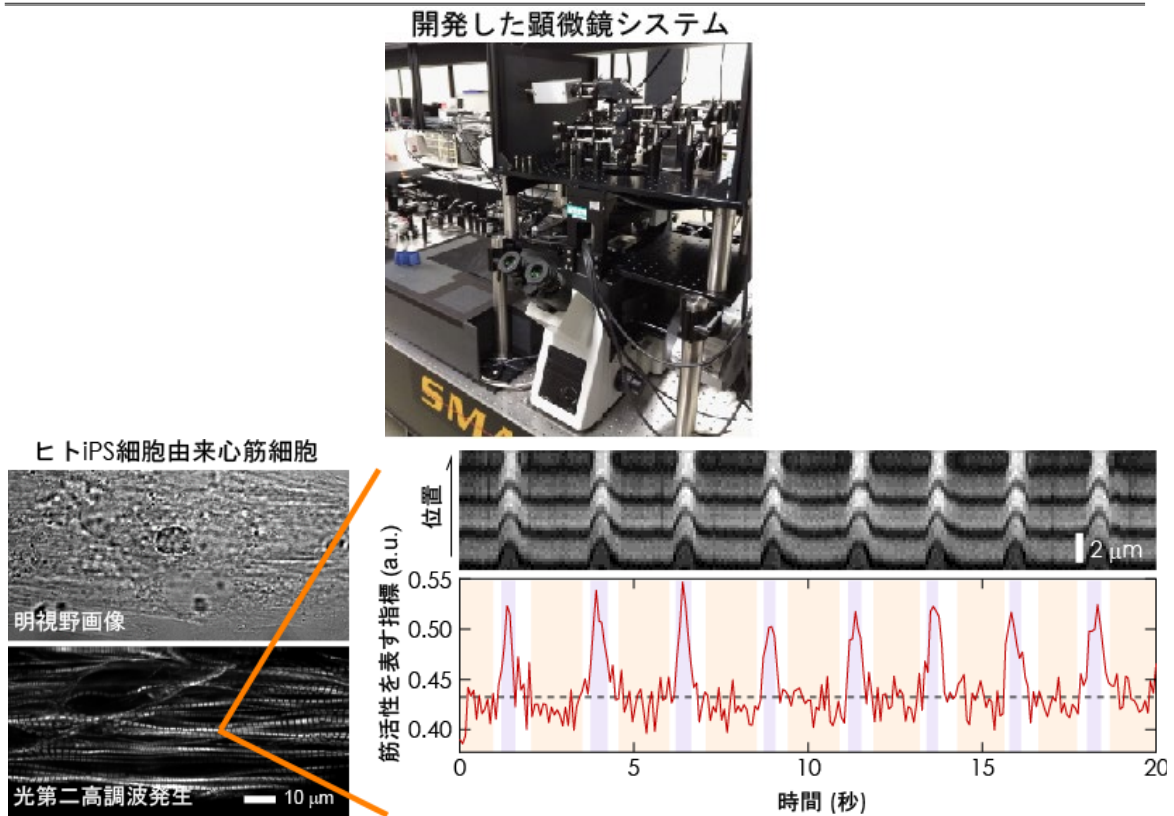 開発した顕微鏡システム
SMA
ヒトiPS細胞由来心筋細胞
明視野画像
光第二高調波発生
10 μm
位置
2 μm
筋活性を表す指標 (a.u.)
0.55
0.50
0.45
0.40
0
5
10
15
20
時間 (秒)